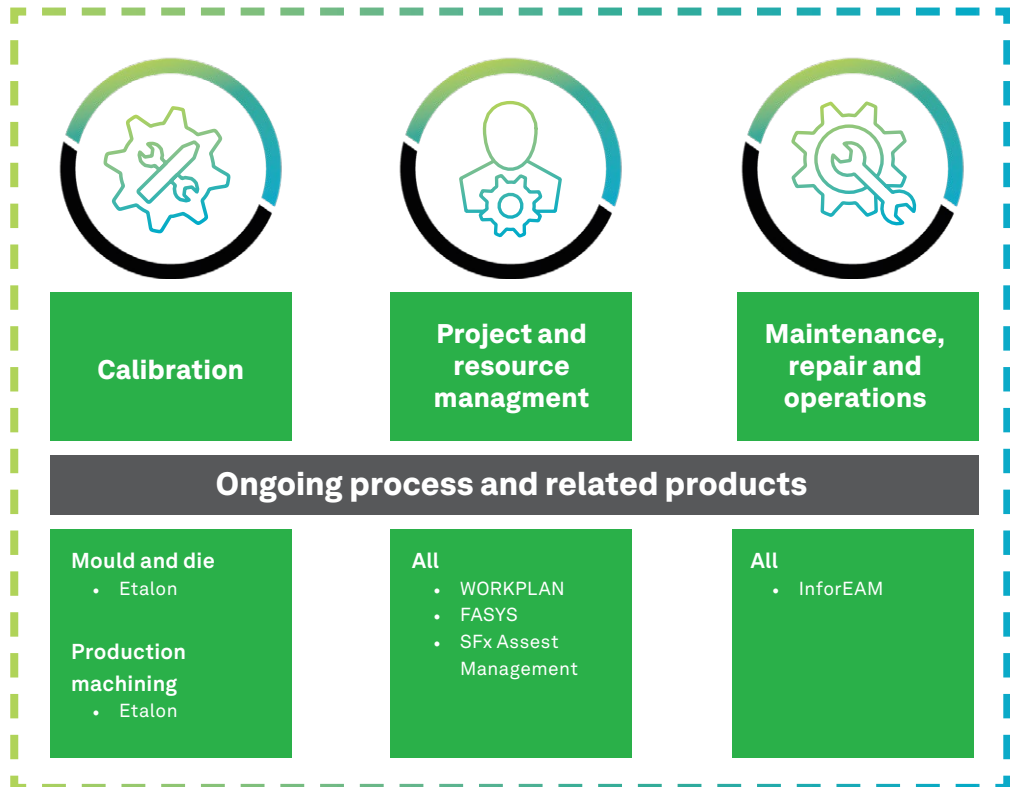 Calibration
Project and
resource
managment
Maintenance,
repair and
operations
Ongoing process and related products
Mould and die
• Etalon
Production
machining
• Etalon
All
• WORKPLAN
• FASYS
• SFx Assest
Management
All
• InforEAM